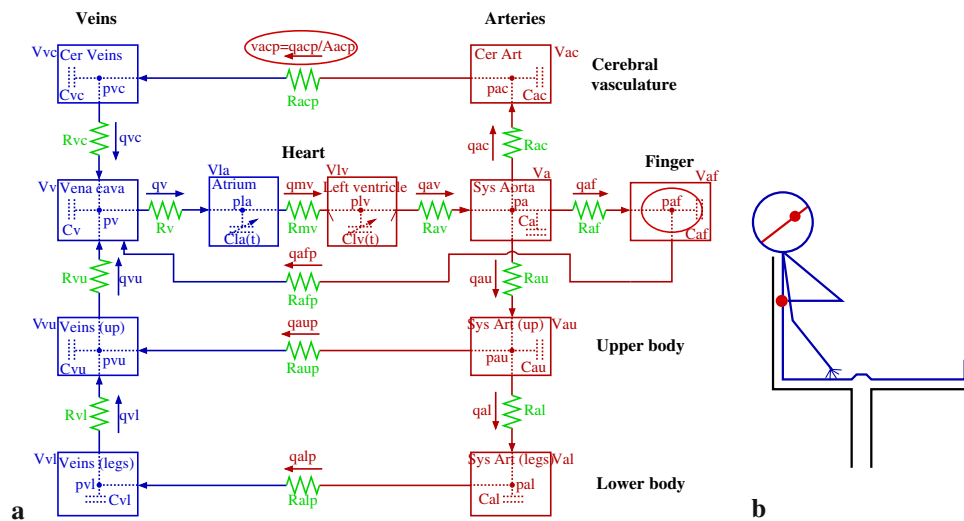 Veins
Arteries
Vvc
Cer Veins
Cvc
pvc
vacp=qacp/Aacp
Racp
Cer Art
Vac
pac
Cac
Cerebral
vasculature
Rvc
qvc
qac
Rac
Heart
Finger
Vv
Vena cava
Cv
pv
qv
Rv
Vla
Atrium
pla
Cla(t)
qmv
Rmv
Vlv
Left ventricle
plv
Clv(t)
qav
Rav
Va
Sys Aorta
pa
Ca
qaf
Raf
Vaf
paf
Caf
Rvu
qvu
qafp
Rafp
qau
Rau
Vvu
Veins (up)
Cvu
pvu
qaup
Raup
Sys Art (up)
Vau
pau
Cau
Upper body
Rvl
qvl
qal
Ral
Vvl
Veins (legs)
pvl
Cvl
qalp
Ralp
Sys Art (legs)
Val
pal
Cal
Lower body
a
b